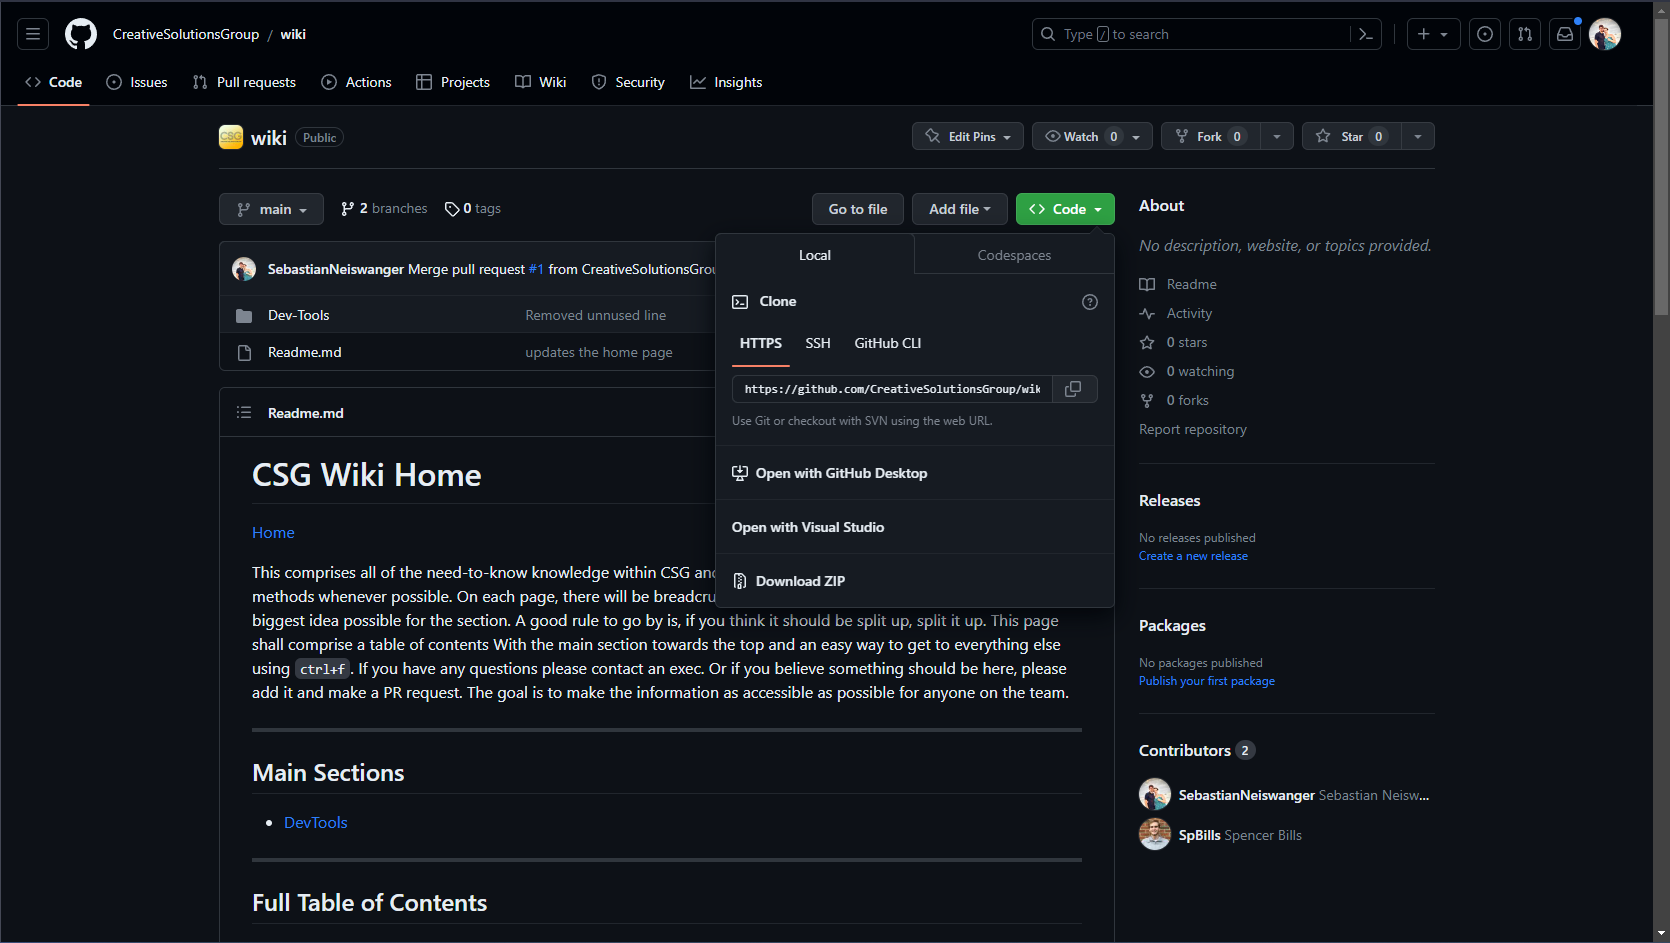 CreativeSolutionsGroup / wiki
Type / to search
Code Issues Pull requests Actions Projects Wiki Security Insights
CSG wiki Public
Edit Pins Watch 0 Fork 0 Star 0
main 2 branches 0 tags Go to file Add file Code
SebastianNeiswanger Merge pull request #1 from CreativeSolutionsGrou
Dev-Tools Removed unnused line
Readme.md updates the home page
Local Codespaces
Clone
HTTPS SSH GitHub CLI
https://github.com/CreativeSolutionsGroup/wik
Use Git or checkout with SVN using the web URL.
Open with GitHub Desktop
Open with Visual Studio
Download ZIP
Readme.md
CSG Wiki Home
Home
This comprises all of the need-to-know knowledge within CSG and
methods whenever possible. On each page, there will be breadcru
biggest idea possible for the section. A good rule to go by is, if you think it should be split up, split it up. This page
shall comprise a table of contents With the main section towards the top and an easy way to get to everything else
using ctrl+f. If you have any questions please contact an exec. Or if you believe something should be here, please
add it and make a PR request. The goal is to make the information as accessible as possible for anyone on the team.
Main Sections
DevTools
Full Table of Contents
About
No description, website, or topics provided.
Readme
Activity
0 stars
0 watching
0 forks
Report repository
Releases
No releases published
Create a new release
Packages
No packages published
Publish your first package
Contributors 2
SebastianNeiswanger Sebastian Neisw...
SpBills Spencer Bills